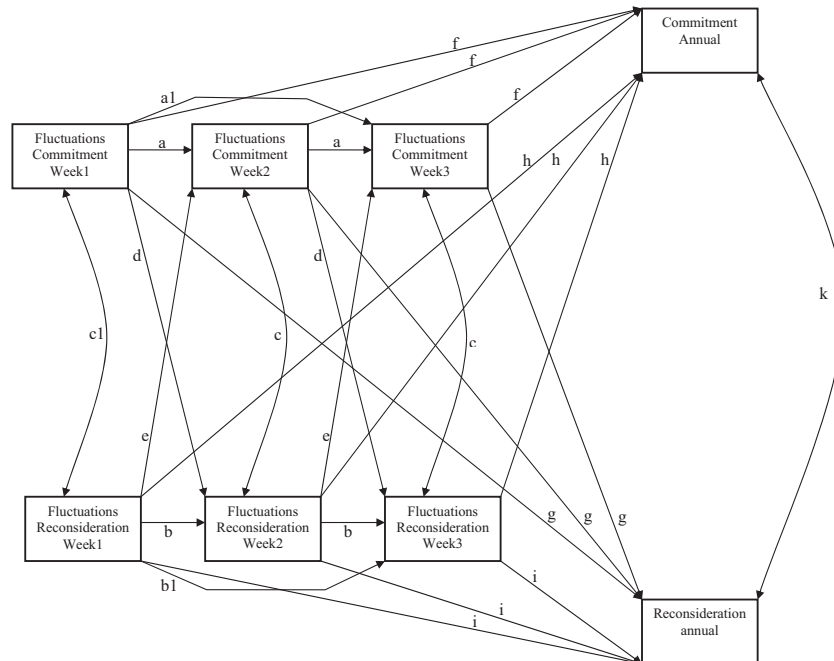 Commitment
Annual
f
f
f
a1
Fluctuations
Commitment
Week1
a
Fluctuations
Commitment
Week2
a
Fluctuations
Commitment
Week3
h
h
h
d
d
k
c1
c
c
e
e
g
g
g
Fluctuations
Reconsideration
Week1
b
Fluctuations
Reconsideration
Week2
b
Fluctuations
Reconsideration
Week3
b1
i
i
i
Reconsideration
annual